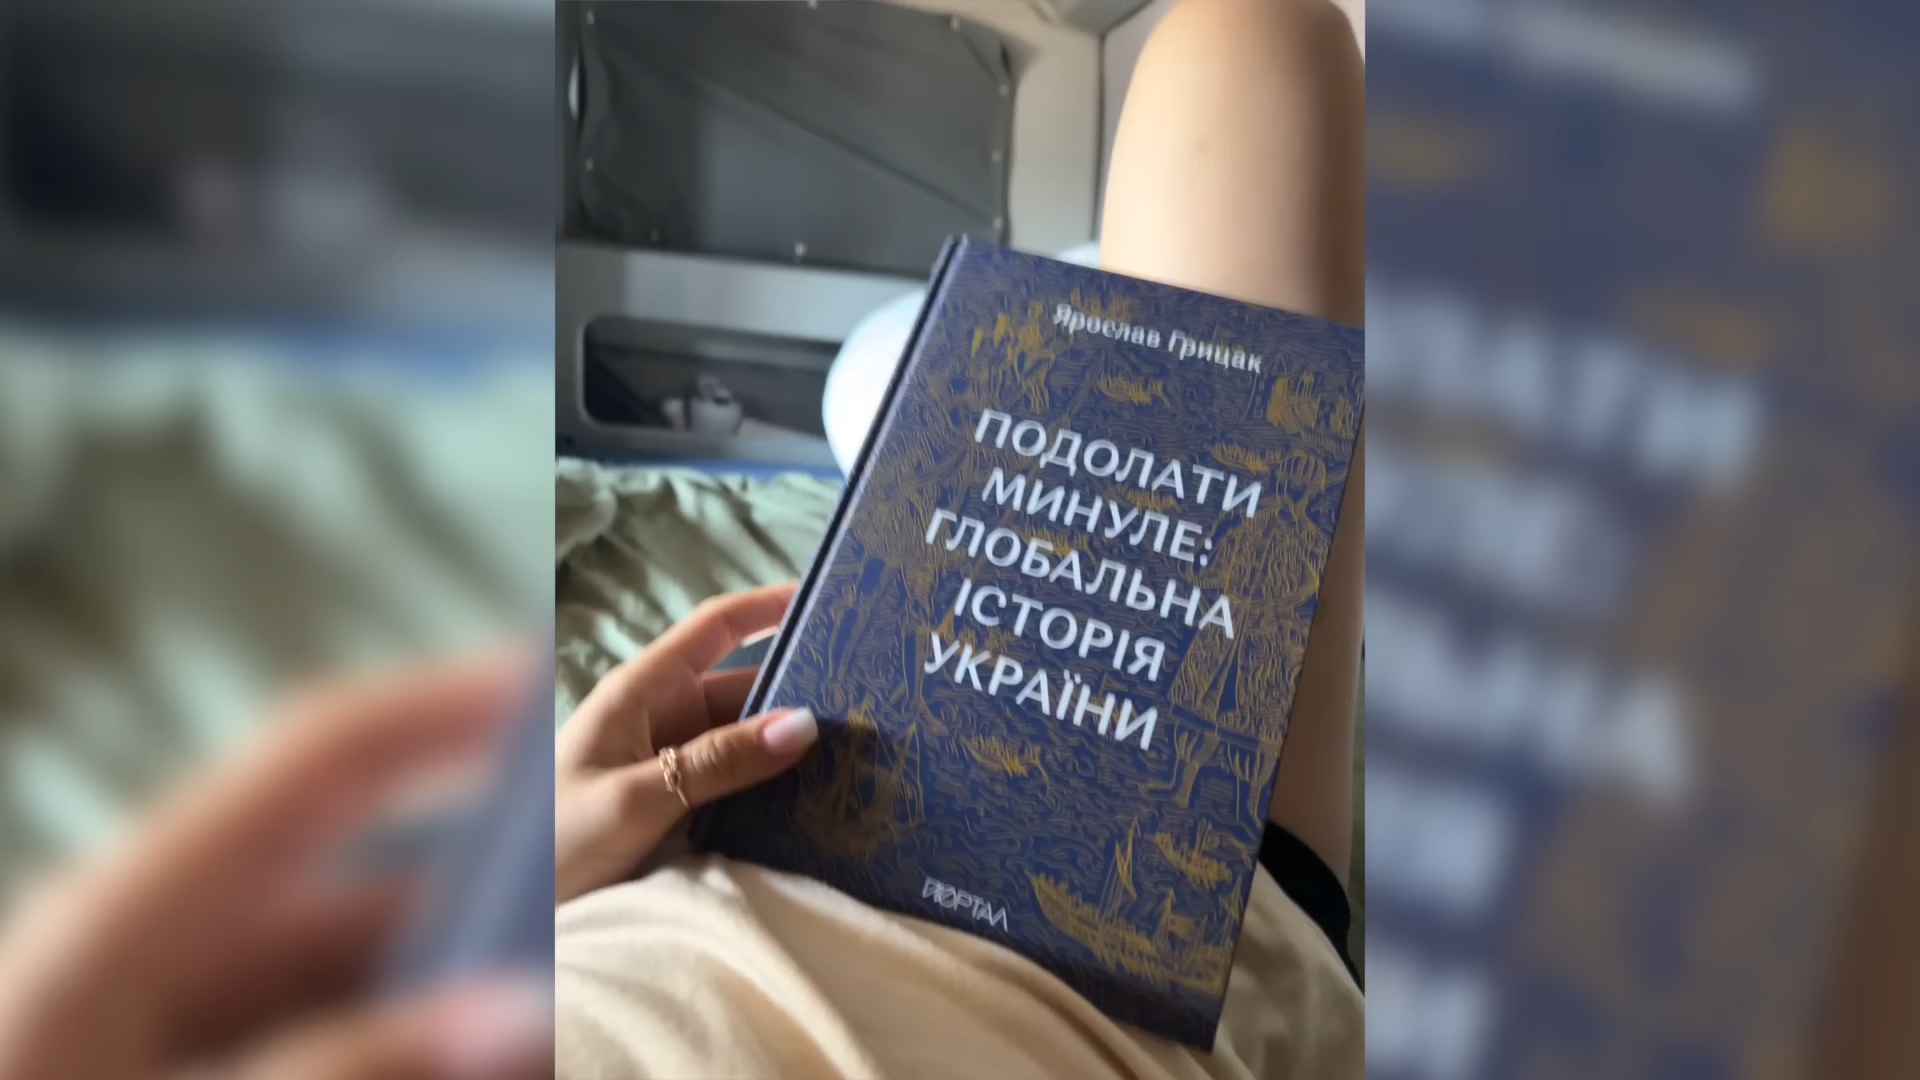 Ярослав Грицак
ПОДОЛАТИ
МИНУЛЕ:
ГЛОБАЛЬНА
ІСТОРІЯ
УКРАЇНИ
ПОРТАЛ